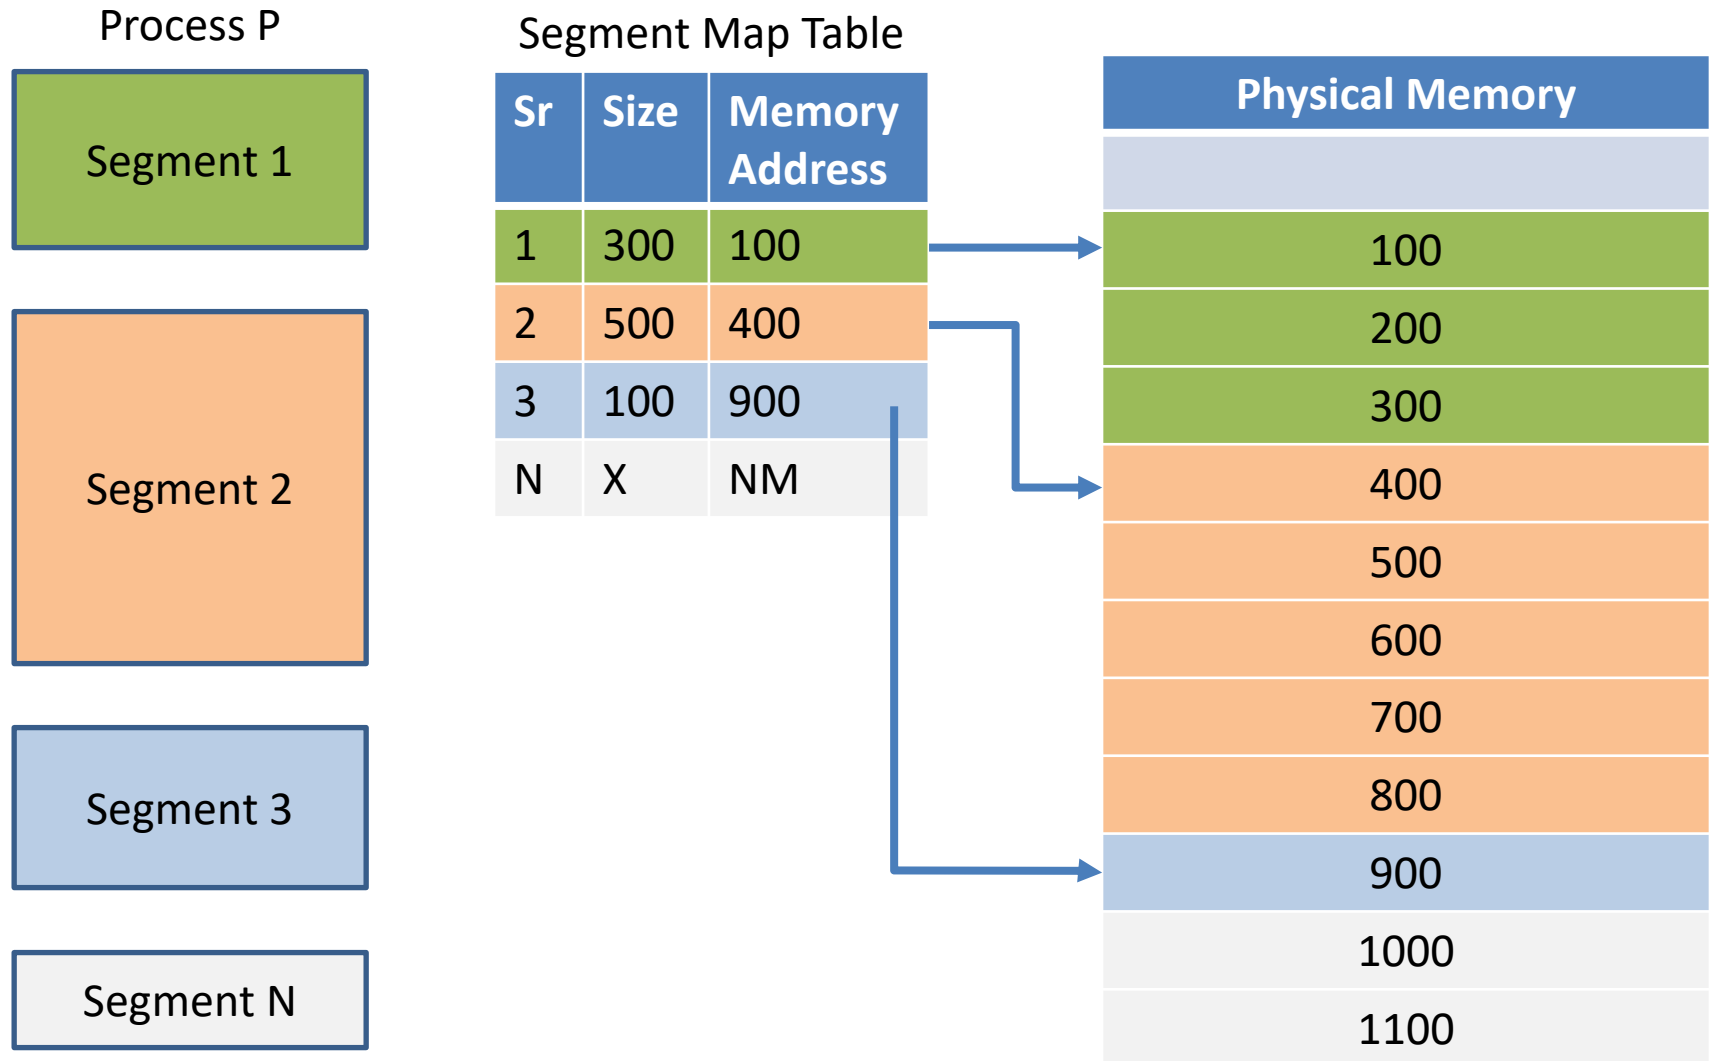 Process P
Segment 1
Segment 2
Segment 3
Segment N
Segment Map Table
Sr Size Memory
Address
1 300 100
2 500 400
3 100 900
N X NM
Physical Memory
100
200
300
400
500
600
700
800
900
1000
1100